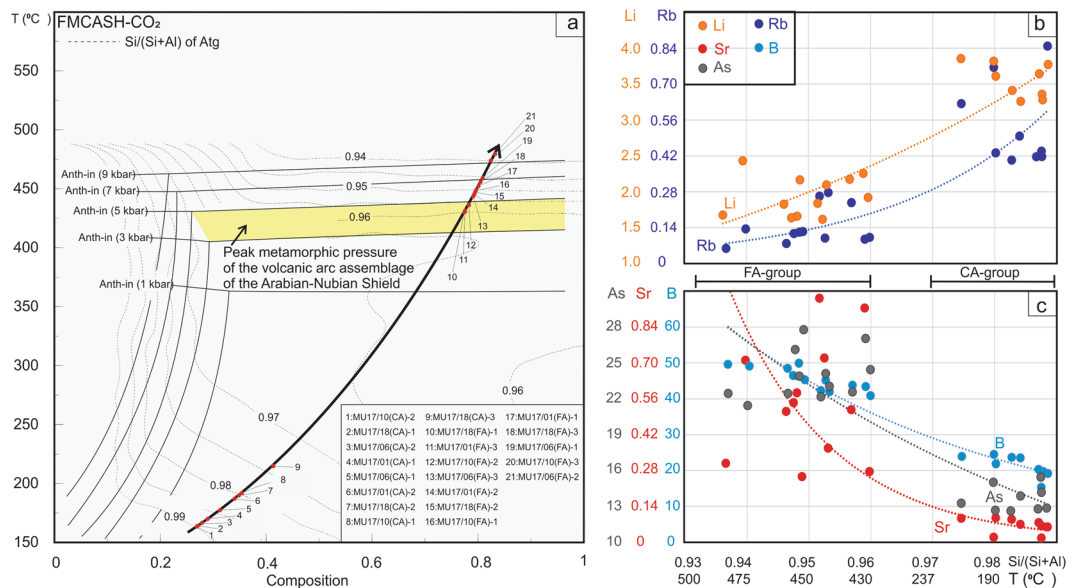 T (°C)
FMCASH-CO₂
a
Si/(Si+Al) of Atg
550
500
450
400
350
300
250
200
150
Anth-in (9 kbar)
Anth-in (7 kbar)
Anth-in (5 kbar)
Anth-in (3 kbar)
Anth-in (1 kbar)
0.94
0.95
0.96
0.96
0.97
0.98
0.99
Peak metamorphic pressure
of the volcanic arc assemblage
of the Arabian-Nubian Shield
21
20
19
18
17
16
15
14
13
12
11
10
9
8
7
6
5
4
3
2
1
1:MU17/10(CA)-2 9:MU17/18(CA)-3 17:MU17/01(FA)-1
2:MU17/18(CA)-1 10:MU17/18(FA)-1 18:MU17/18(FA)-3
3:MU17/06(CA)-2 11:MU17/01(FA)-3 19:MU17/06(FA)-1
4:MU17/01(CA)-1 12:MU17/10(FA)-2 20:MU17/10(FA)-3
5:MU17/06(CA)-1 13:MU17/06(FA)-3 21:MU17/06(FA)-2
6:MU17/01(CA)-2 14:MU17/01(FA)-2
7:MU17/18(CA)-2 15:MU17/18(FA)-2
8:MU17/10(CA)-1 16:MU17/10(FA)-1
0 0.2 0.4 0.6 0.8 1
Composition
Li Rb
b
Li Rb
Sr B
As
4.0 0.84
3.5 0.70
3.0 0.56
2.5 0.42
2.0 0.28
1.5 0.14
1.0 0
Li
Rb
FA-group CA-group
As Sr B
c
28 0.84 60
25 0.70 50
22 0.56 40
19 0.42 30
16 0.28 20
13 0.14 10
10 0 0
B
As
Sr
0.93 0.94 0.95 0.96 0.97 0.98 Si/(Si+Al)
500 475 450 430 237 190 T (°C)